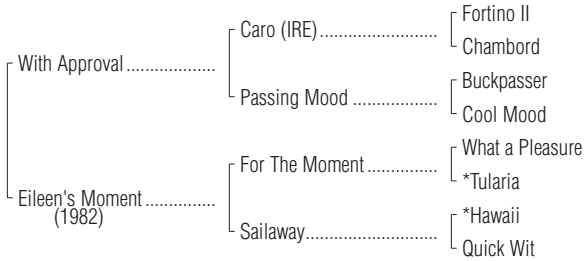 Fortino II
Caro (IRE)..........................
Chambord
With Approval...................
Buckpasser
Passing Mood ...................
Cool Mood
What a Pleasure
For The Moment...............
*Tularia
Eileen's Moment...............
(1982)
*Hawaii
Sailaway............................
Quick Wit